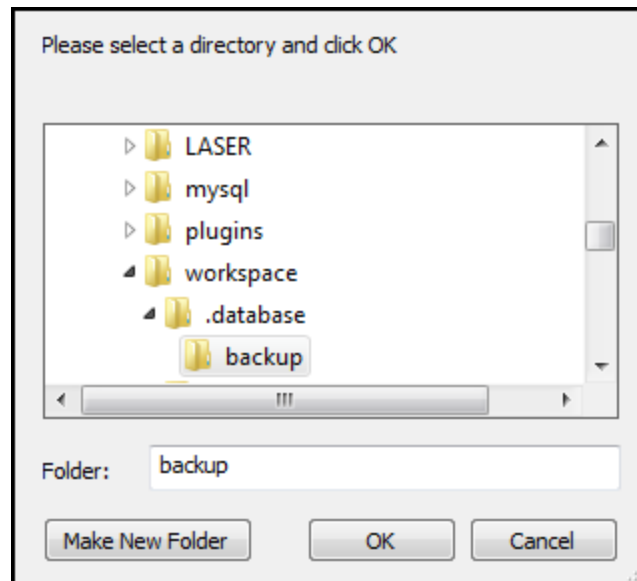 Please select a directory and click OK
LASER
mysql
plugins
workspace
.database
backup
Folder: backup
Make New Folder OK Cancel